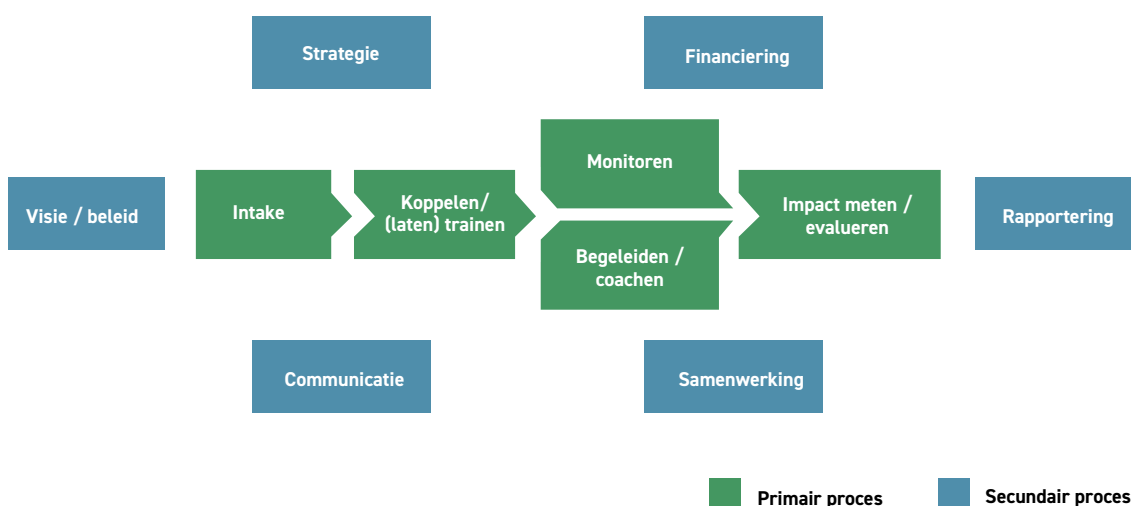 Strategie
Financiering
Visie / beleid
Intake
Koppelen/
(laten) trainen
Monitoren
Begeleiden /
coachen
Impact meten /
evalueren
Rapportering
Communicatie
Samenwerking
Primair proces
Secundair proces